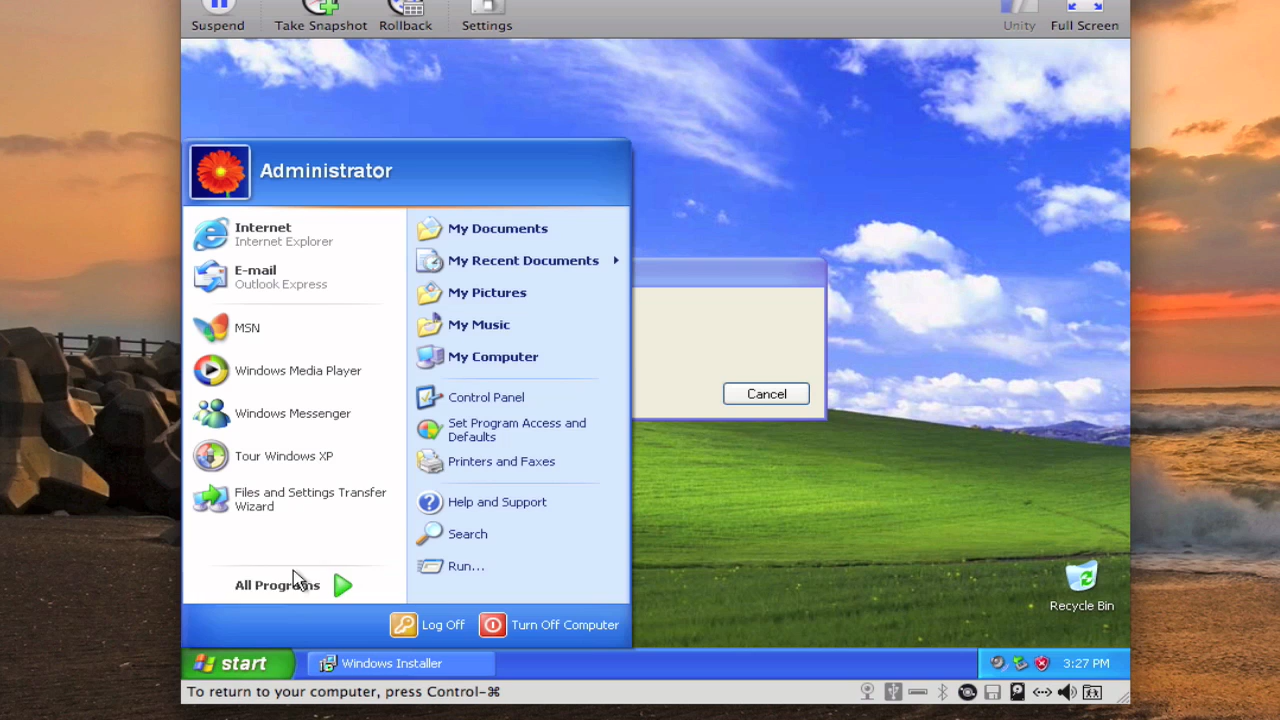 Suspend
Take Snapshot
Rollback
Settings
Unity
Full Screen
Administrator
Internet
Internet Explorer
E-mail
Outlook Express
MSN
Windows Media Player
Windows Messenger
Tour Windows XP
Files and Settings Transfer
Wizard
All Programs
My Documents
My Recent Documents
My Pictures
My Music
My Computer
Control Panel
Set Program Access and
Defaults
Printers and Faxes
Help and Support
Search
Run...
Log Off
Turn Off Computer
Cancel
Recycle Bin
start
Windows Installer
3:27 PM
To return to your computer, press Control-⌘